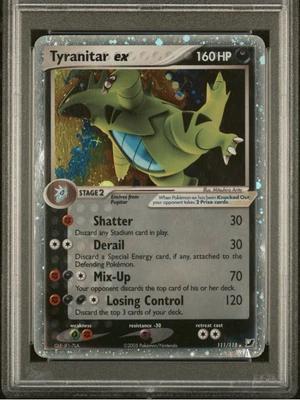 Tyranitar ex 160 HP
Illus. Mitsuhiro Arita
STAGE 2
Evolves from
Pupitar
When Pokémon-ex has been Knocked Out
your opponent takes 2 Prize cards.
Shatter 30
Discard any Stadium card in play.
Derail 30
Discard a Special Energy card, if any, attached to the
Defending Pokémon.
Mix-Up 70
Your opponent discards the top card of his or her deck.
Losing Control 120
Discard the top 3 cards of your deck.
weakness resistance -30 retreat cost
©2005 Pokémon/Nintendo
111/115